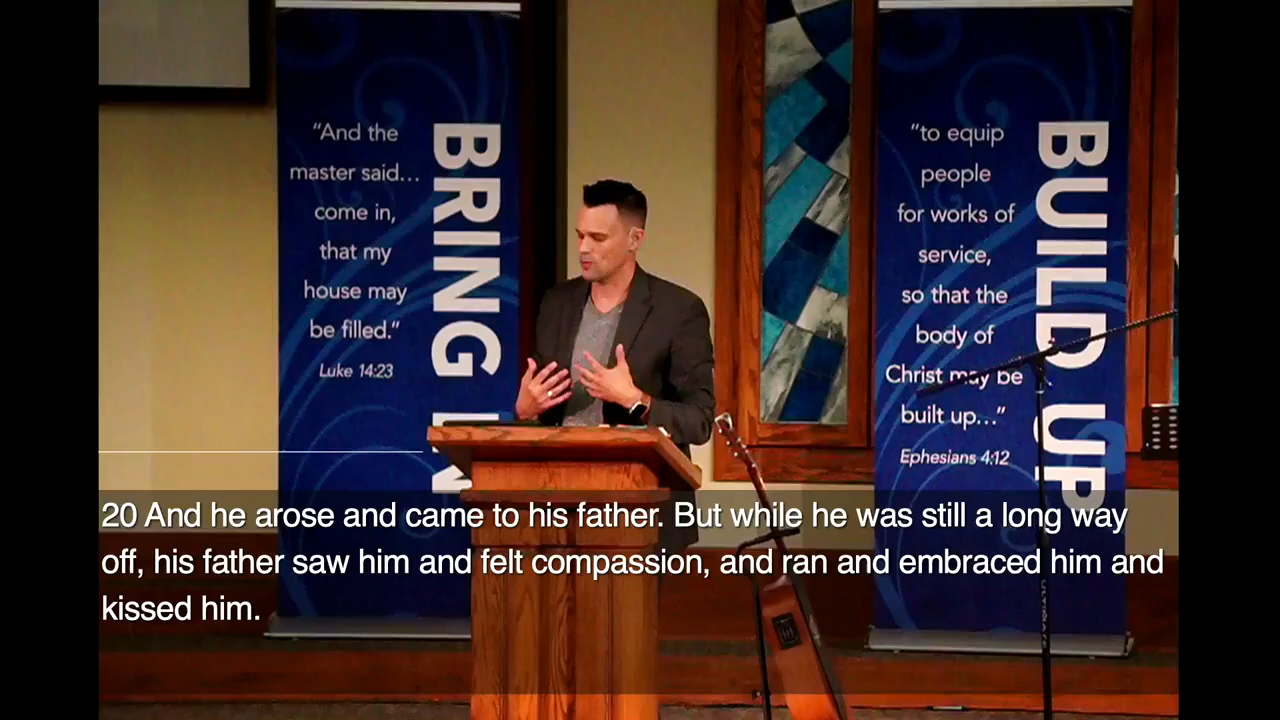 “And the
master said...
come in,
that my
house may
be filled.”
Luke 14:23
BRING IN
“to equip
people
for works of
service,
so that the
body of
Christ may be
built up...”
Ephesians 4:12
BUILD UP
20 And he arose and came to his father. But while he was still a long way
off, his father saw him and felt compassion, and ran and embraced him and
kissed him.